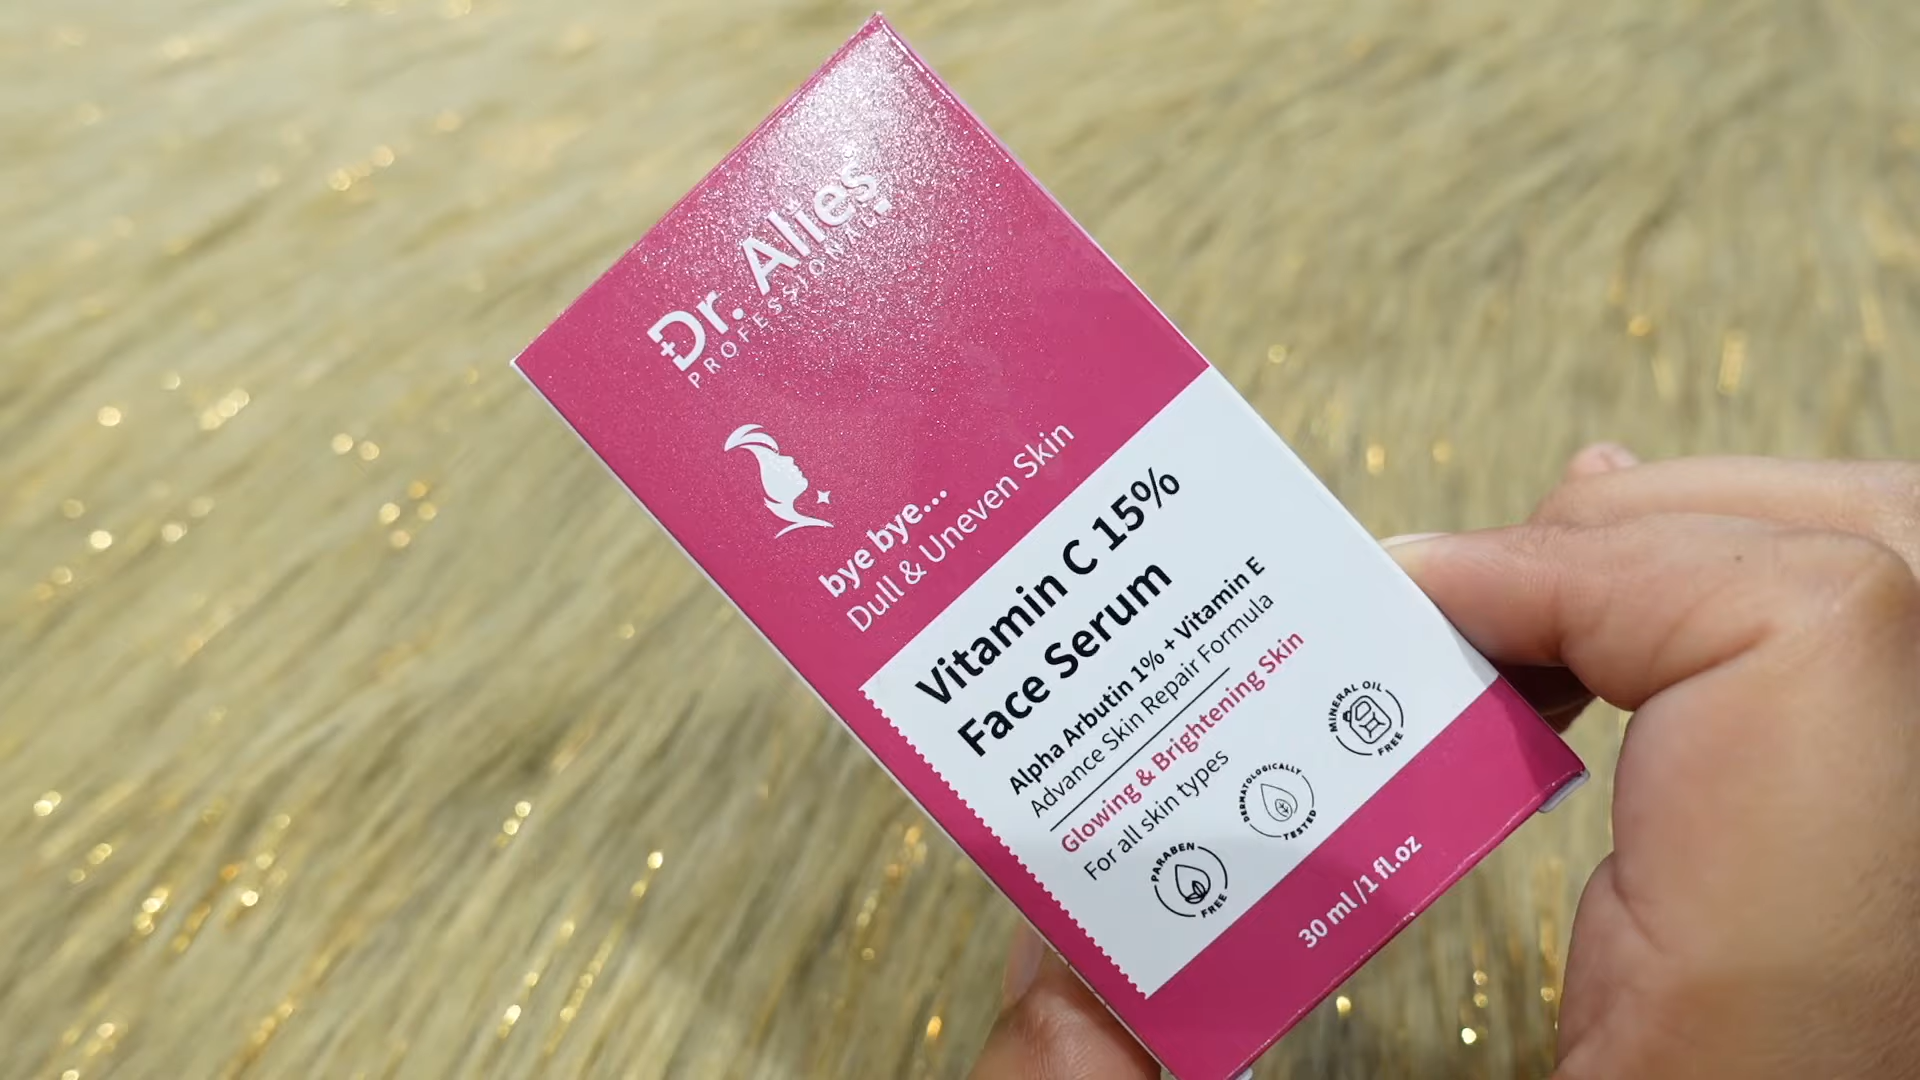 Dr. Alies
PROFESSIONAL
bye bye...
Dull & Uneven Skin
Vitamin C 15%
Face Serum
Alpha Arbutin 1% + Vitamin E
Advance Skin Repair Formula
Glowing & Brightening Skin
For all skin types
PARABEN FREE
DERMATOLOGICALLY TESTED
MINERAL OIL FREE
30 ml /1 fl.oz